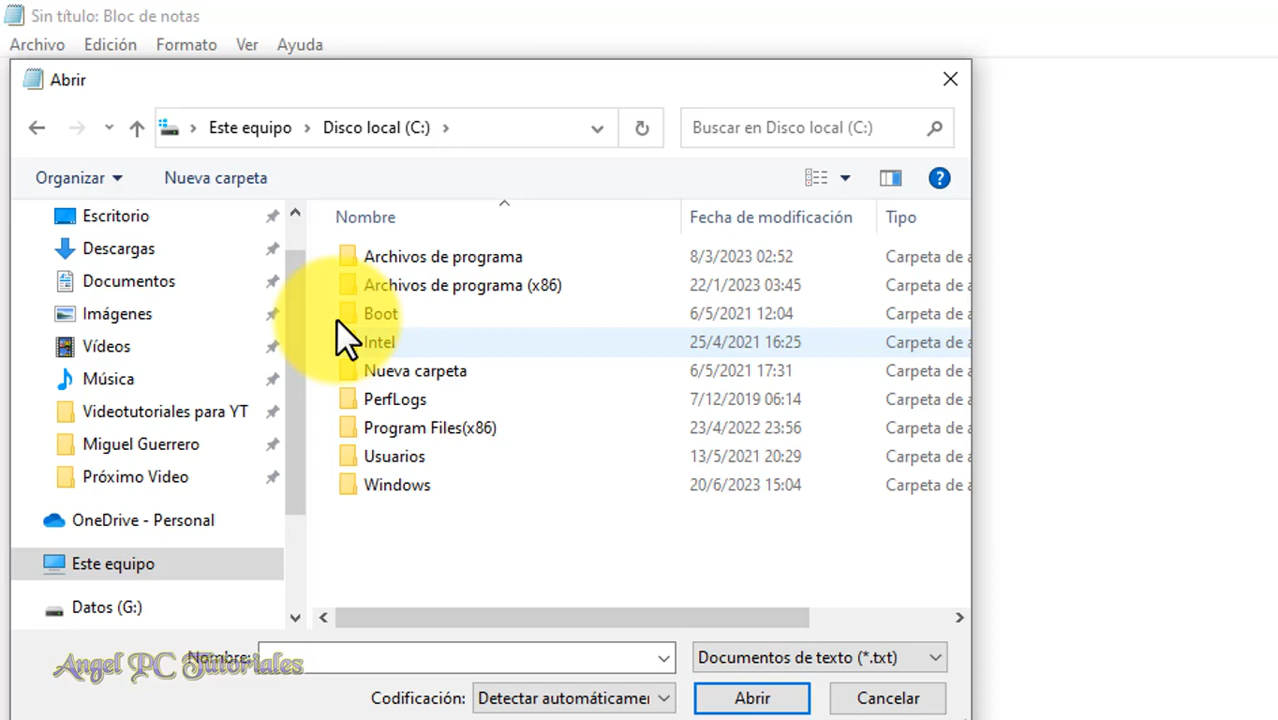 Sin título: Bloc de notas
Archivo Edición Formato Ver Ayuda
Abrir
Este equipo > Disco local (C:) > Buscar en Disco local (C:)
Organizar Nueva carpeta
Nombre Fecha de modificación Tipo
Escritorio
Descargas
Documentos
Imágenes
Vídeos
Música
Videotutoriales para YT
Miguel Guerrero
Próximo Video
OneDrive - Personal
Este equipo
Datos (G:)
Archivos de programa 8/3/2023 02:52 Carpeta de
Archivos de programa (x86) 22/1/2023 03:45 Carpeta de
Boot 6/5/2021 12:04 Carpeta de
Intel 25/4/2021 16:25 Carpeta de
Nueva carpeta 6/5/2021 17:31 Carpeta de
PerfLogs 7/12/2019 06:14 Carpeta de
Program Files(x86) 23/4/2022 23:56 Carpeta de
Usuarios 13/5/2021 20:29 Carpeta de
Windows 20/6/2023 15:04 Carpeta de
Nombre: Documentos de texto (*.txt)
Angel PC Tutoriales
Codificación: Detectar automáticame Abrir Cancelar